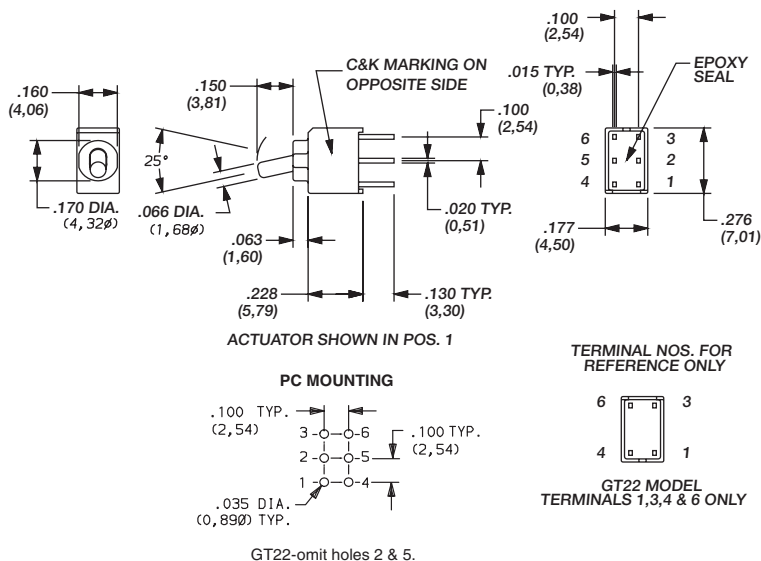 .100
(2,54)
C&K MARKING ON
OPPOSITE SIDE
.150
(3,81)
.160
(4,06)
.015 TYP.
(0,38)
EPOXY
SEAL
.100
(2,54)
6 3
5 2
4 1
25°
.170 DIA.
(4,32ø)
.066 DIA.
(1,68ø)
.020 TYP.
(0,51)
.063
(1,60)
.177
(4,50)
.276
(7,01)
.228
(5,79)
.130 TYP.
(3,30)
ACTUATOR SHOWN IN POS. 1
TERMINAL NOS. FOR
REFERENCE ONLY
PC MOUNTING
.100 TYP.
(2,54)
3 6
2 5
1 4
.100 TYP.
(2,54)
.035 DIA.
(0,89Ø) TYP.
6 3
4 1
GT22 MODEL
TERMINALS 1,3,4 & 6 ONLY
GT22-omit holes 2 & 5.